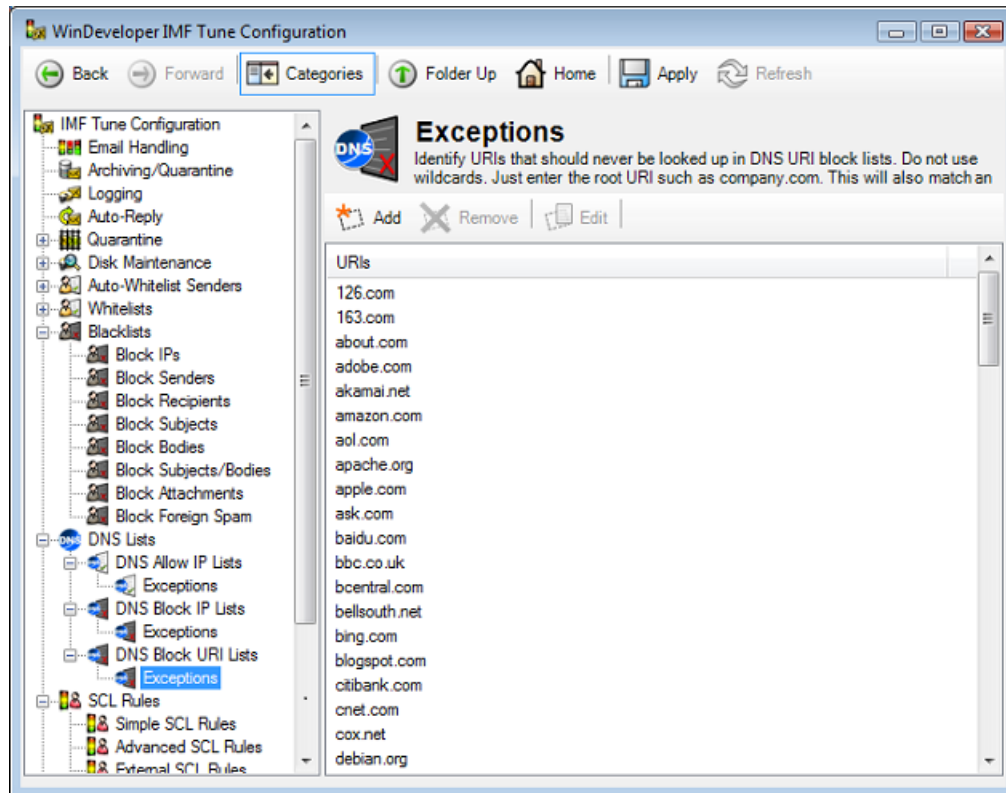 WinDeveloper IMF Tune Configuration
Back Forward Categories Folder Up Home Apply Refresh
IMF Tune Configuration
Email Handling
Archiving/Quarantine
Logging
Auto-Reply
Quarantine
Disk Maintenance
Auto-Whitelist Senders
Whitelists
Blacklists
Block IPs
Block Senders
Block Recipients
Block Subjects
Block Bodies
Block Subjects/Bodies
Block Attachments
Block Foreign Spam
DNS Lists
DNS Allow IP Lists
Exceptions
DNS Block IP Lists
Exceptions
DNS Block URI Lists
Exceptions
SCL Rules
Simple SCL Rules
Advanced SCL Rules
External SCL Rules
DNS
Exceptions
Identify URIs that should never be looked up in DNS URI block lists. Do not use
wildcards. Just enter the root URI such as company.com. This will also match an
Add Remove Edit
URIs
126.com
163.com
about.com
adobe.com
akamai.net
amazon.com
aol.com
apache.org
apple.com
ask.com
baidu.com
bbc.co.uk
bcentral.com
bellsouth.net
bing.com
blogspot.com
citibank.com
cnet.com
cox.net
debian.org